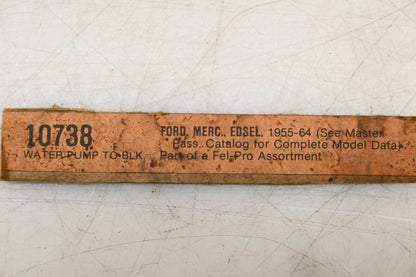 10738
WATER PUMP TO BLK.
FORD, MERC., EDSEL, 1955-64 (See Master
Pass. Catalog for Complete Model Data)
Part of a Fel-Pro Assortment